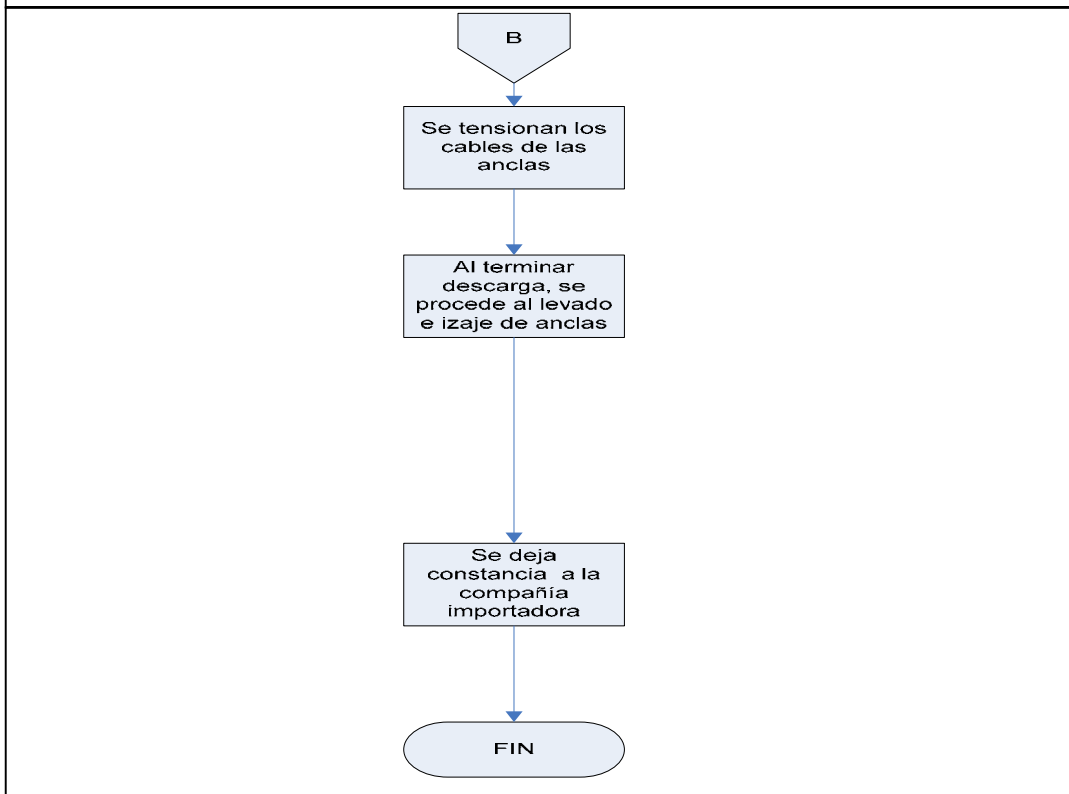 B
Se tensionan los
cables de las
anclas
Al terminar
descarga, se
procede al levado
e izaje de anclas
Se deja
constancia a la
compañía
importadora
FIN